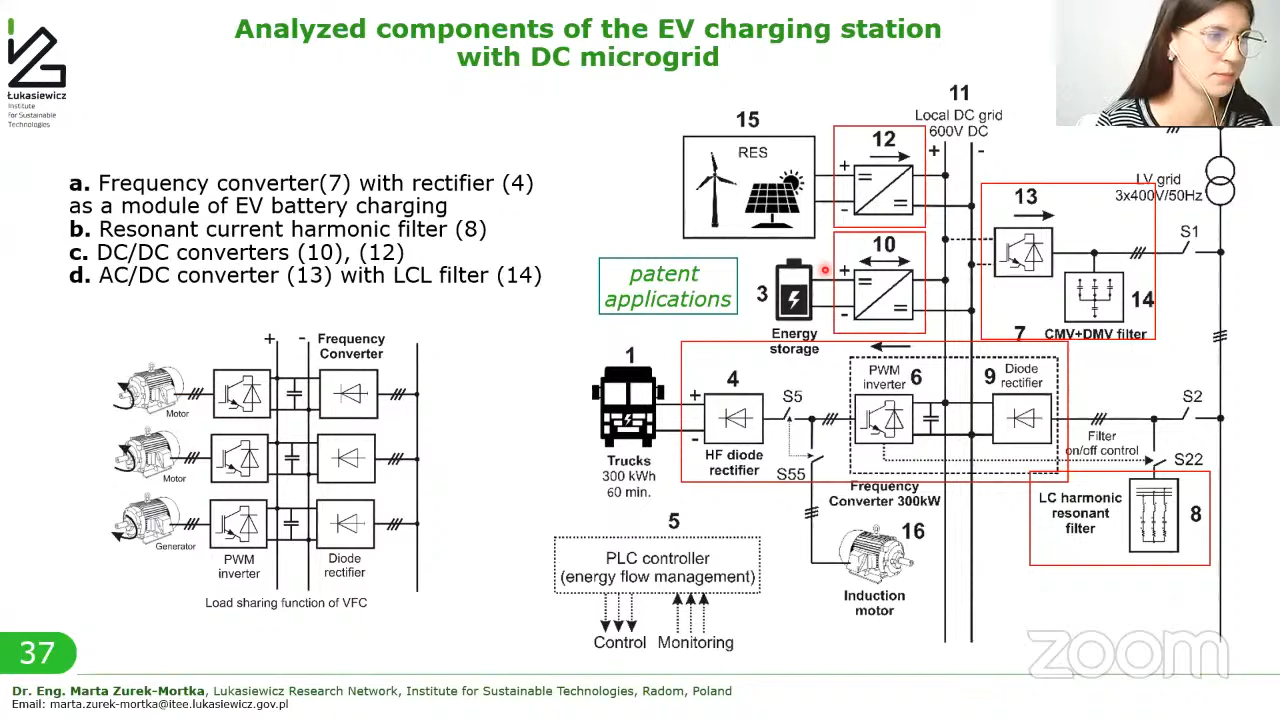 Analyzed components of the EV charging station
with DC microgrid
Łukasiewicz
Institute
for Sustainable
Technologies
a. Frequency converter(7) with rectifier (4)
as a module of EV battery charging
b. Resonant current harmonic filter (8)
c. DC/DC converters (10), (12)
d. AC/DC converter (13) with LCL filter (14)
patent
applications
+ -
Frequency
Converter
Motor
Motor
Generator
PWM
inverter
Diode
rectifier
Load sharing function of VFC
11
Local DC grid
600V DC
+ -
15
RES
12
+
=
=
-
LV grid
3x400V/50Hz
13
S1
10
3
+
=
=
-
Energy
storage
14
CMV+DMV filter
7
1
Trucks
300 kWh
60 min.
+
-
4
HF diode
rectifier
S5
S55
PWM
inverter
6
9
Diode
rectifier
Frequency
Converter 300kW
S2
Filter
on/off control
S22
LC harmonic
resonant
filter
8
5
PLC controller
(energy flow management)
Control
Monitoring
16
Induction
motor
zoom
37
Dr. Eng. Marta Zurek-Mortka, Lukasiewicz Research Network, Institute for Sustainable Technologies, Radom, Poland
Email: marta.zurek-mortka@itee.lukasiewicz.gov.pl